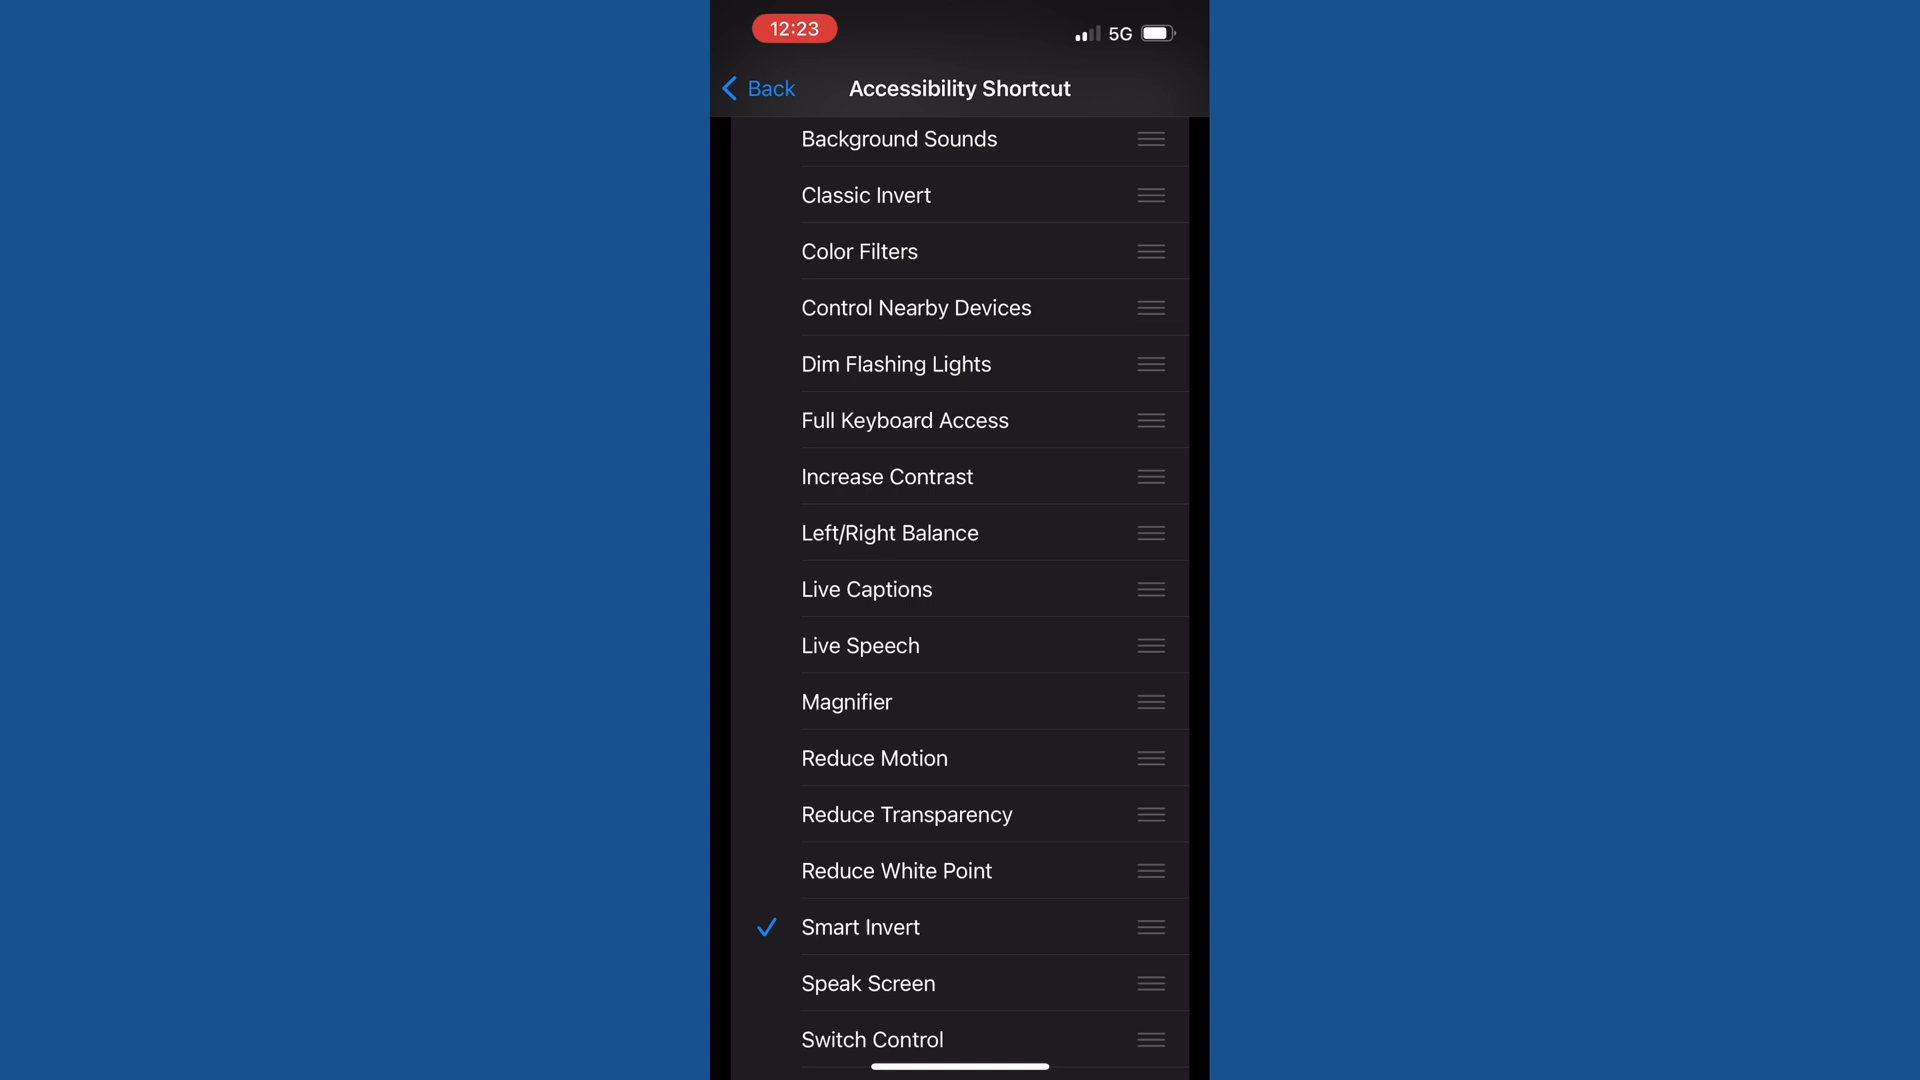 12:23
5G
Back
Accessibility Shortcut
Background Sounds
Classic Invert
Color Filters
Control Nearby Devices
Dim Flashing Lights
Full Keyboard Access
Increase Contrast
Left/Right Balance
Live Captions
Live Speech
Magnifier
Reduce Motion
Reduce Transparency
Reduce White Point
Smart Invert
Speak Screen
Switch Control